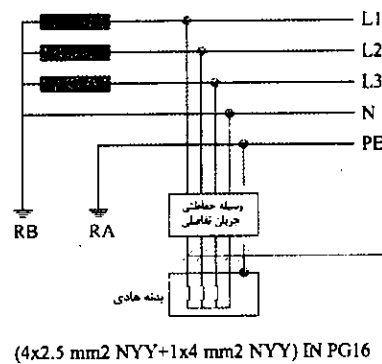 L1
L2
L3
N
PE
وسیله حفاظتی
جریان تفاضلی
RB
RA
بدنه هادی
(4x2.5 mm2 NYY+1x4 mm2 NYY) IN PG16